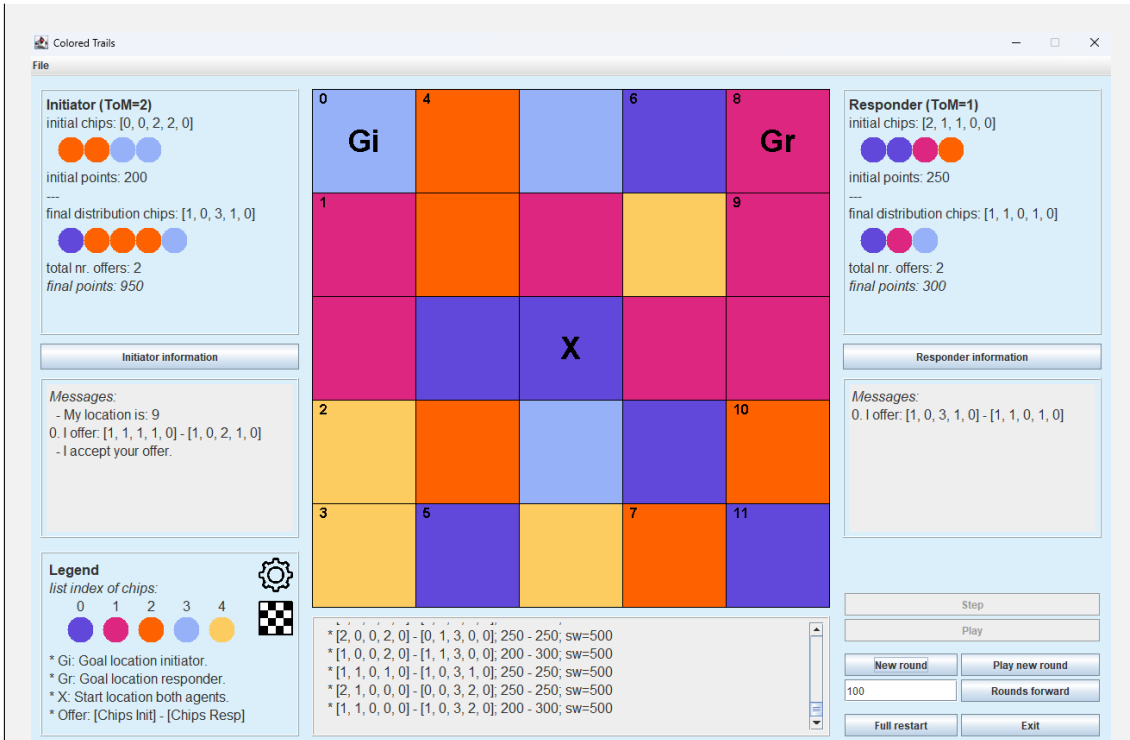 Colored Trails
File
Initiator (ToM=2)
initial chips: [0, 0, 2, 2, 0]
initial points: 200
---
final distribution chips: [1, 0, 3, 1, 0]
total nr. offers: 2
final points: 950
Initiator information
Messages:
- My location is: 9
0. I offer: [1, 1, 1, 1, 0] - [1, 0, 2, 1, 0]
- I accept your offer.
Legend
list index of chips:
0 1 2 3 4
* Gi: Goal location initiator.
* Gr: Goal location responder.
* X: Start location both agents.
* Offer: [Chips Init] - [Chips Resp]
0 4 6 8
Gi Gr
1 9
X
2 10
3 5 7 11
* [2, 0, 0, 2, 0] - [0, 1, 3, 0, 0]; 250 - 250; sw=500
* [1, 0, 0, 2, 0] - [1, 1, 3, 0, 0]; 200 - 300; sw=500
* [1, 1, 0, 1, 0] - [1, 0, 3, 1, 0]; 250 - 250; sw=500
* [2, 1, 0, 0, 0] - [0, 0, 3, 2, 0]; 250 - 250; sw=500
* [1, 1, 0, 0, 0] - [1, 0, 3, 2, 0]; 200 - 300; sw=500
Responder (ToM=1)
initial chips: [2, 1, 1, 0, 0]
initial points: 250
---
final distribution chips: [1, 1, 0, 1, 0]
total nr. offers: 2
final points: 300
Responder information
Messages:
0. I offer: [1, 0, 3, 1, 0] - [1, 1, 0, 1, 0]
Step
Play
New round Play new round
100 Rounds forward
Full restart Exit